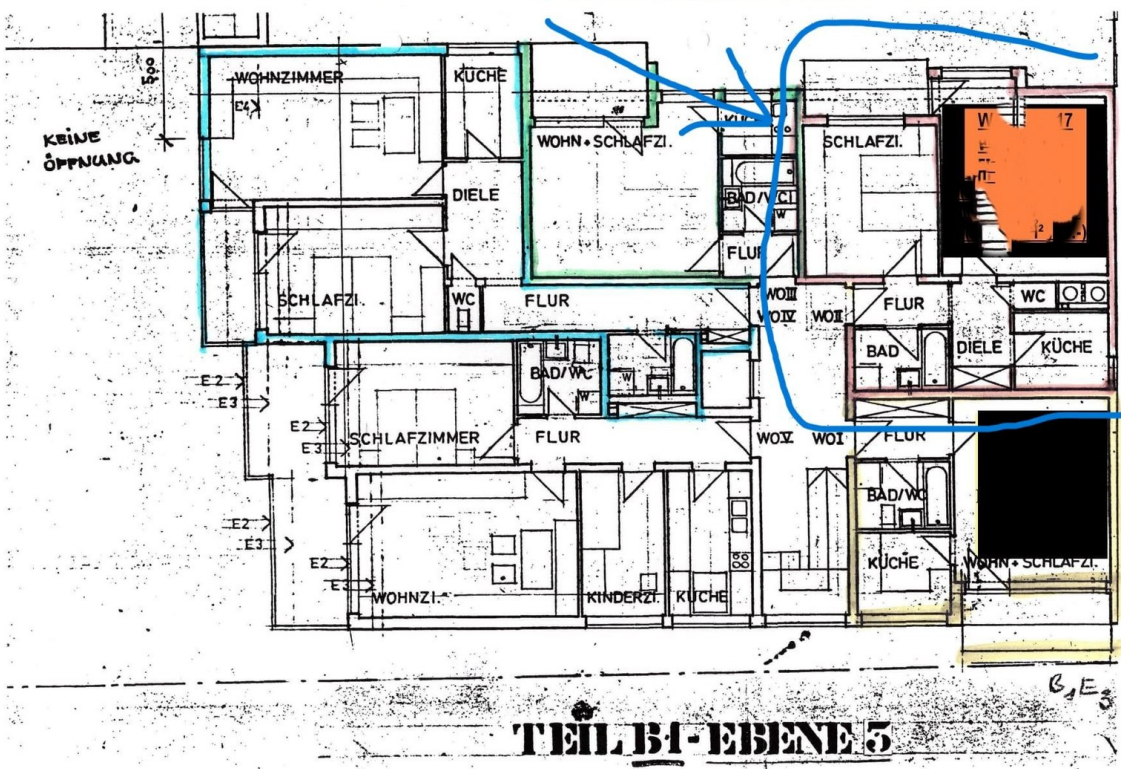 500
WOHNZIMMER
KÜCHE
E4
KEINE
ÖFFNUNG
WOHN+SCHLAFZI.
SCHLAFZI.
W
17
DIELE
BAD/WC
W
FLUR
SCHLAFZI.
WC
FLUR
WOIII
WOIV
WOII
FLUR
WC
BAD
DIELE
KÜCHE
BAD/WC
W
W
E2
E3
E2
E3
SCHLAFZIMMER
FLUR
WOV
WOI
FLUR
BAD/WC
E2
E3
E2
E3
WOHNZI.
KINDERZI.
KÜCHE
KÜCHE
WOHN+SCHLAFZI.
B1E3
TEIL B1-EBENE 3